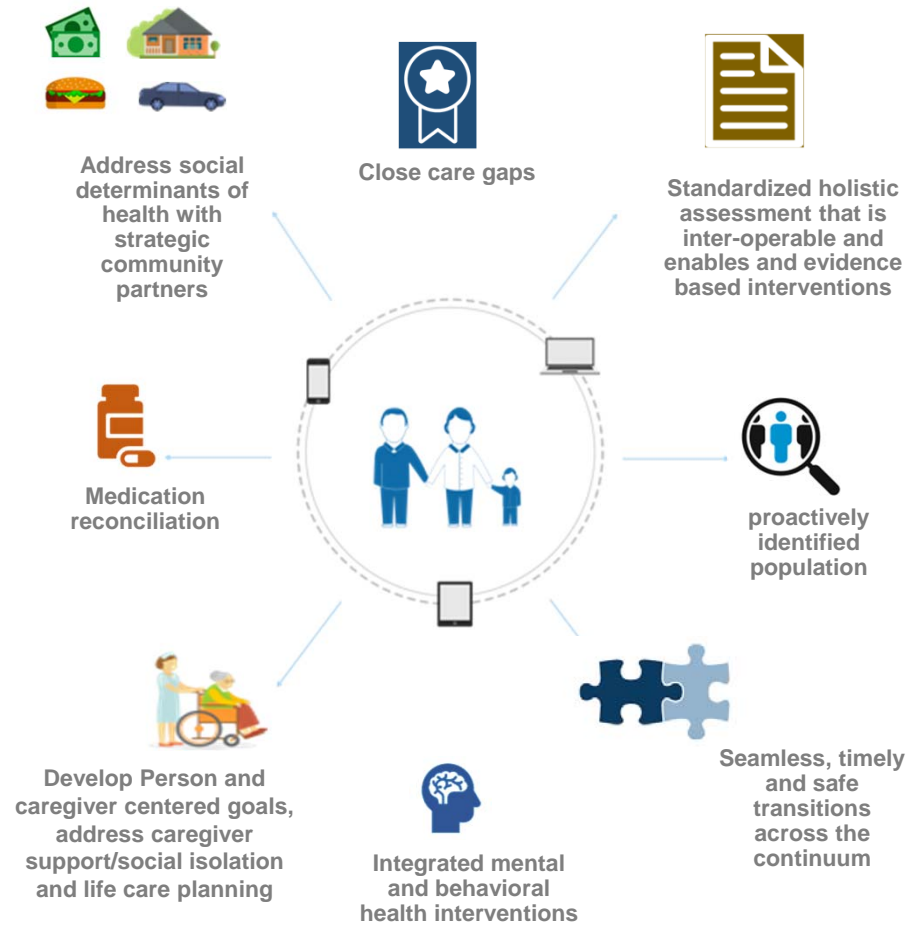 Address social
determinants of
health with
strategic
community
partners
Close care gaps
Standardized holistic
assessment that is
inter-operable and
enables and evidence
based interventions
Medication
reconciliation
proactively
identified
population
Develop Person and
caregiver centered goals,
address caregiver
support/social isolation
and life care planning
Integrated mental
and behavioral
health interventions
Seamless, timely
and safe
transitions
across the
continuum